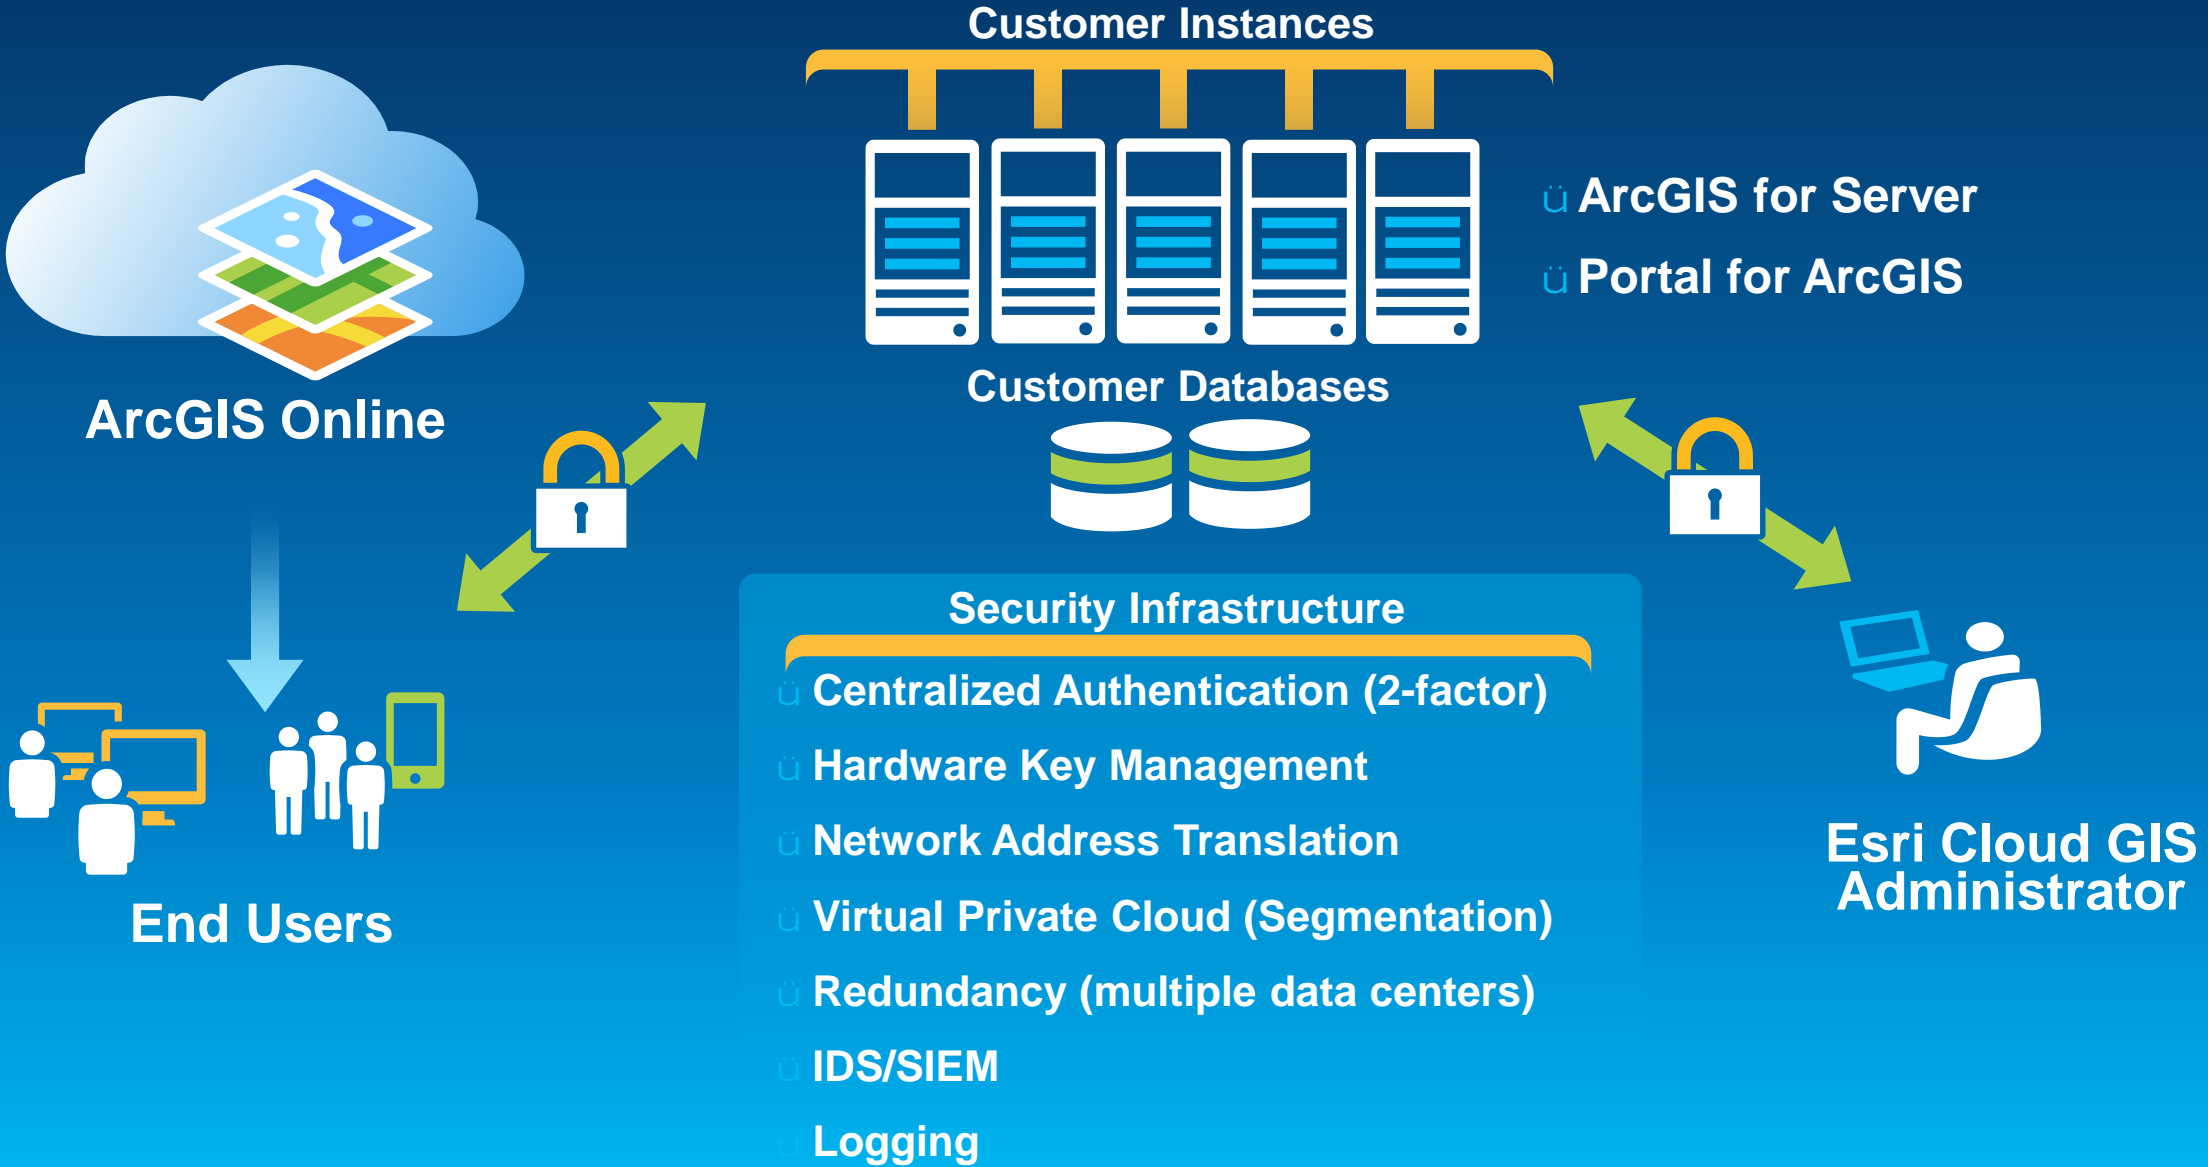 Customer Instances
ü ArcGIS for Server
ü Portal for ArcGIS
ArcGIS Online
Customer Databases
Security Infrastructure
ü Centralized Authentication (2-factor)
ü Hardware Key Management
ü Network Address Translation
ü Virtual Private Cloud (Segmentation)
ü Redundancy (multiple data centers)
ü IDS/SIEM
ü Logging
End Users
Esri Cloud GIS
Administrator